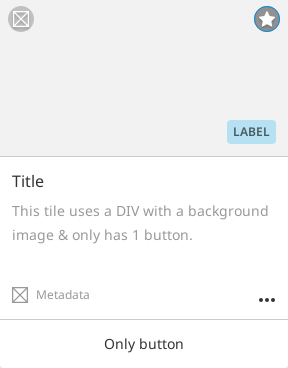 LABEL
Title
This tile uses a DIV with a background
image & only has 1 button.
Metadata
Only button